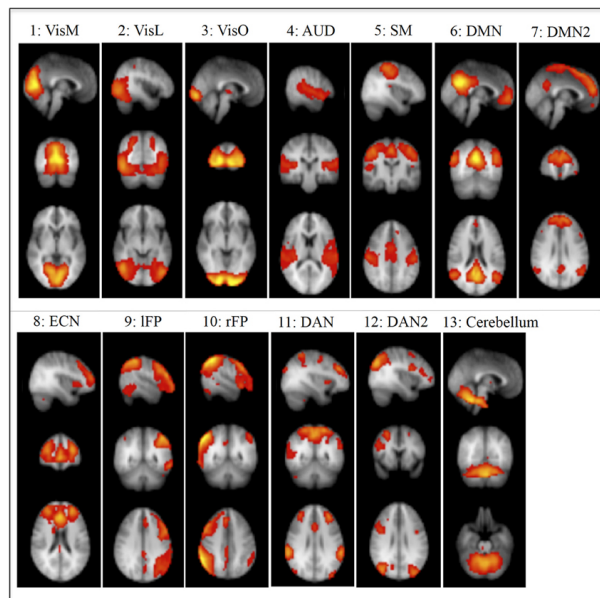 1: VisM 2: VisL 3: VisO 4: AUD 5: SM 6: DMN 7: DMN2
8: ECN 9: lFP 10: rFP 11: DAN 12: DAN2 13: Cerebellum